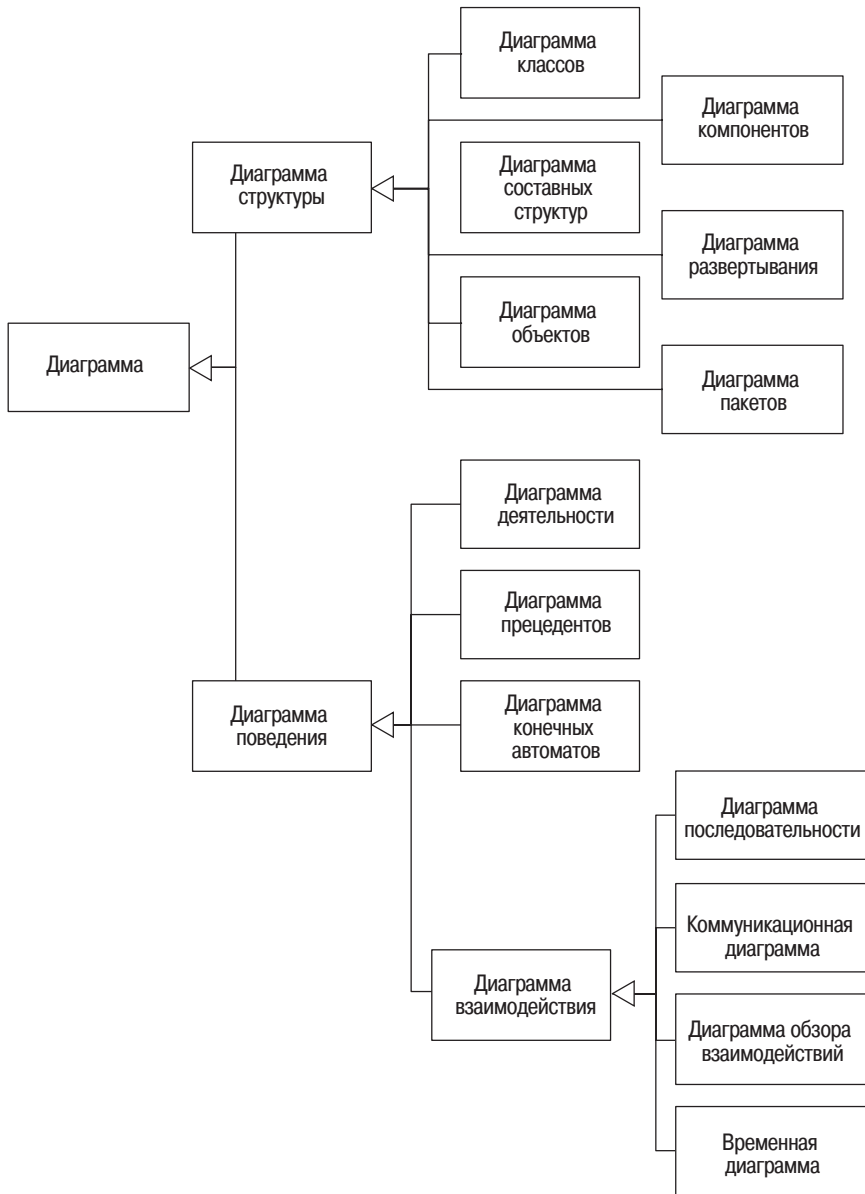 Диаграмма
классов
Диаграмма
компонентов
Диаграмма
структуры
Диаграмма
составных
структур
Диаграмма
развертывания
Диаграмма
объектов
Диаграмма
Диаграмма
пакетов
Диаграмма
деятельности
Диаграмма
прецедентов
Диаграмма
поведения
Диаграмма
конечных
автоматов
Диаграмма
последовательности
Коммуникационная
диаграмма
Диаграмма
взаимодействия
Диаграмма обзора
взаимодействий
Временная
диаграмма